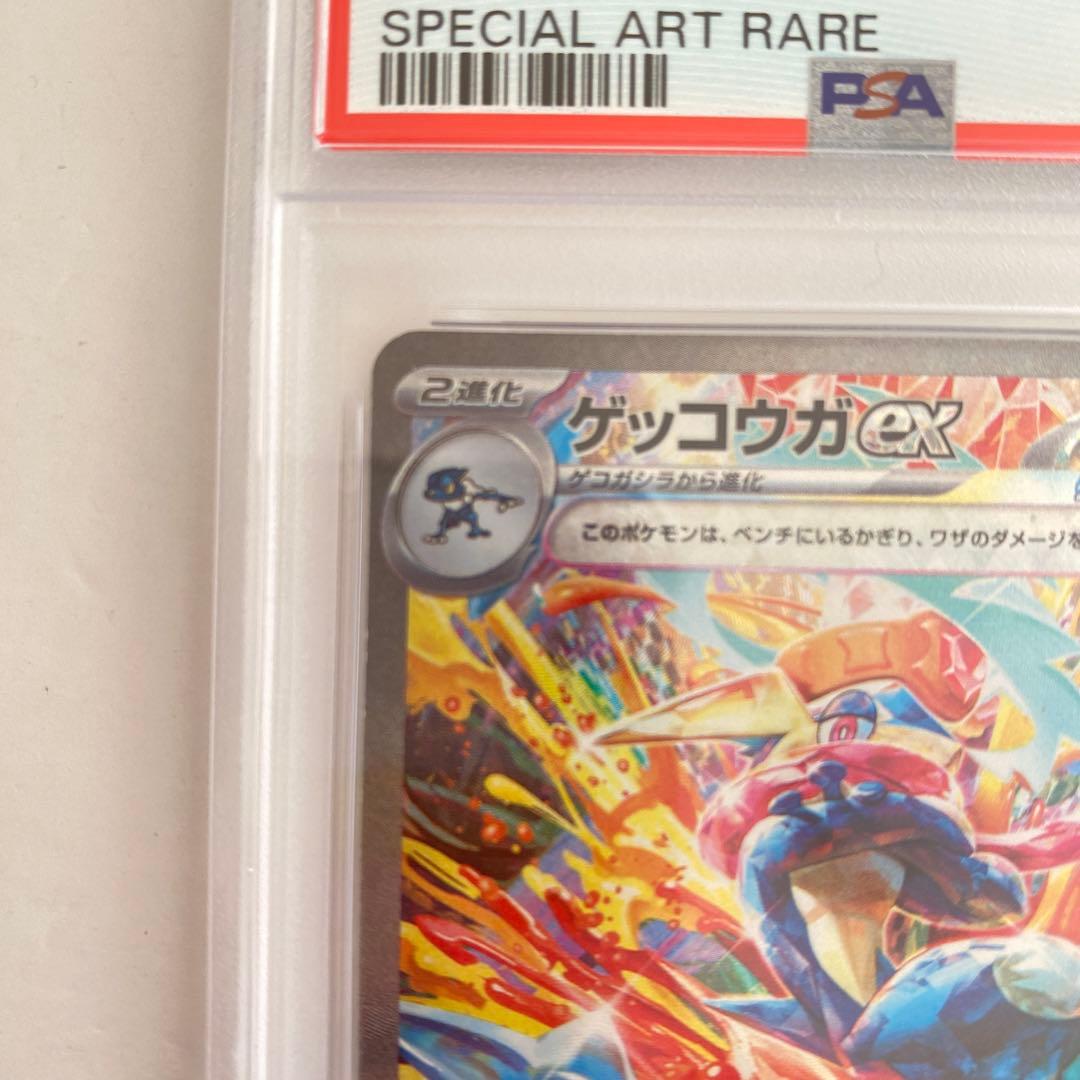 SPECIAL ART RARE
PSA
2進化
ゲッコウガex
ゲコガシラから進化
このポケモンは、ベンチにいるかぎり、ワザのダメージを